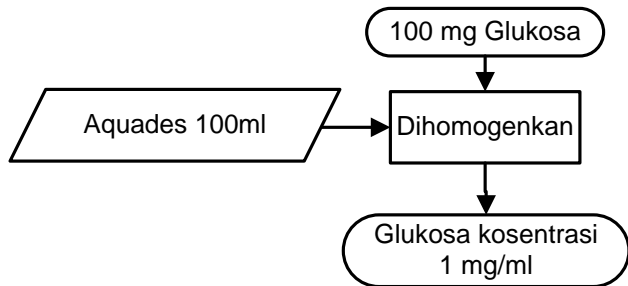 100 mg Glukosa
Aquades 100ml
Dihomogenkan
Glukosa kosentrasi
1 mg/ml